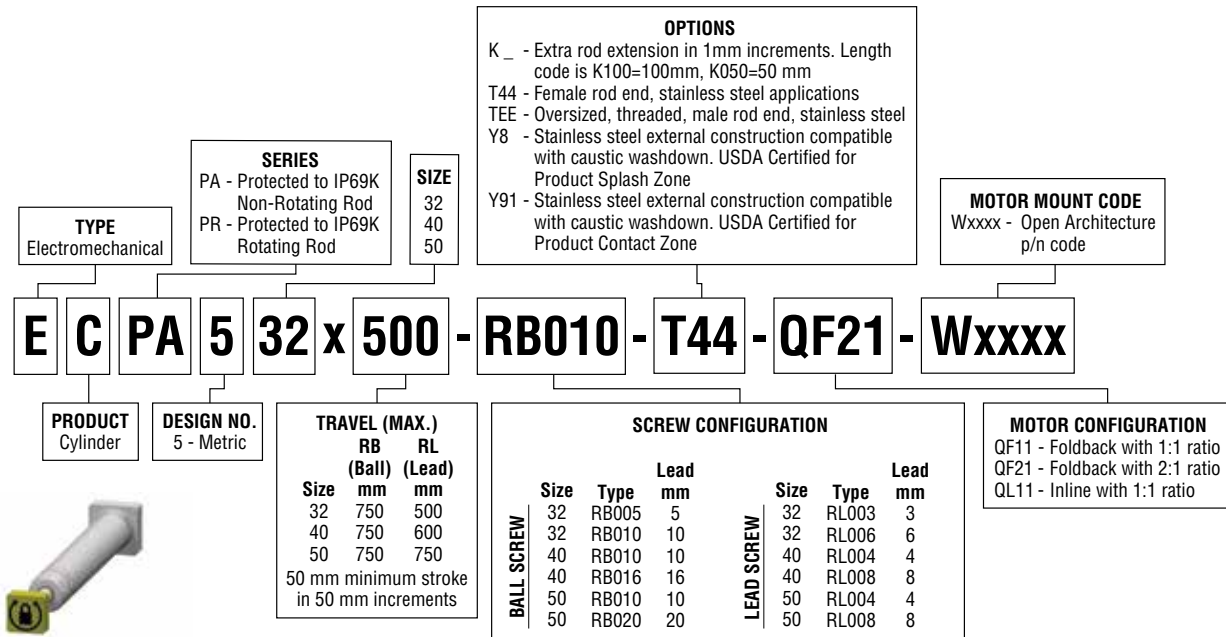 OPTIONS
K _ - Extra rod extension in 1mm increments. Length
code is K100=100mm, K050=50 mm
T44 - Female rod end, stainless steel applications
TEE - Oversized, threaded, male rod end, stainless steel
Y8 - Stainless steel external construction compatible
with caustic washdown. USDA Certified for
Product Splash Zone
Y91 - Stainless steel external construction compatible
with caustic washdown. USDA Certified for
Product Contact Zone
SERIES
PA - Protected to IP69K
Non-Rotating Rod
PR - Protected to IP69K
Rotating Rod
SIZE
32
40
50
TYPE
Electromechanical
MOTOR MOUNT CODE
Wxxxx - Open Architecture
p/n code
E C PA 5 32 x 500 - RB010 - T44 - QF21 - Wxxxx
PRODUCT
Cylinder
DESIGN NO.
5 - Metric
TRAVEL (MAX.)
RB RL
(Ball) (Lead)
Size mm mm
32 750 500
40 750 600
50 750 750
50 mm minimum stroke
in 50 mm increments
SCREW CONFIGURATION
BALL SCREW
Lead
Size Type mm
32 RB005 5
32 RB010 10
40 RB010 10
40 RB016 16
50 RB010 10
50 RB020 20
LEAD SCREW
Lead
Size Type mm
32 RL003 3
32 RL006 6
40 RL004 4
40 RL008 8
50 RL004 4
50 RL008 8
MOTOR CONFIGURATION
QF11 - Foldback with 1:1 ratio
QF21 - Foldback with 2:1 ratio
QL11 - Inline with 1:1 ratio